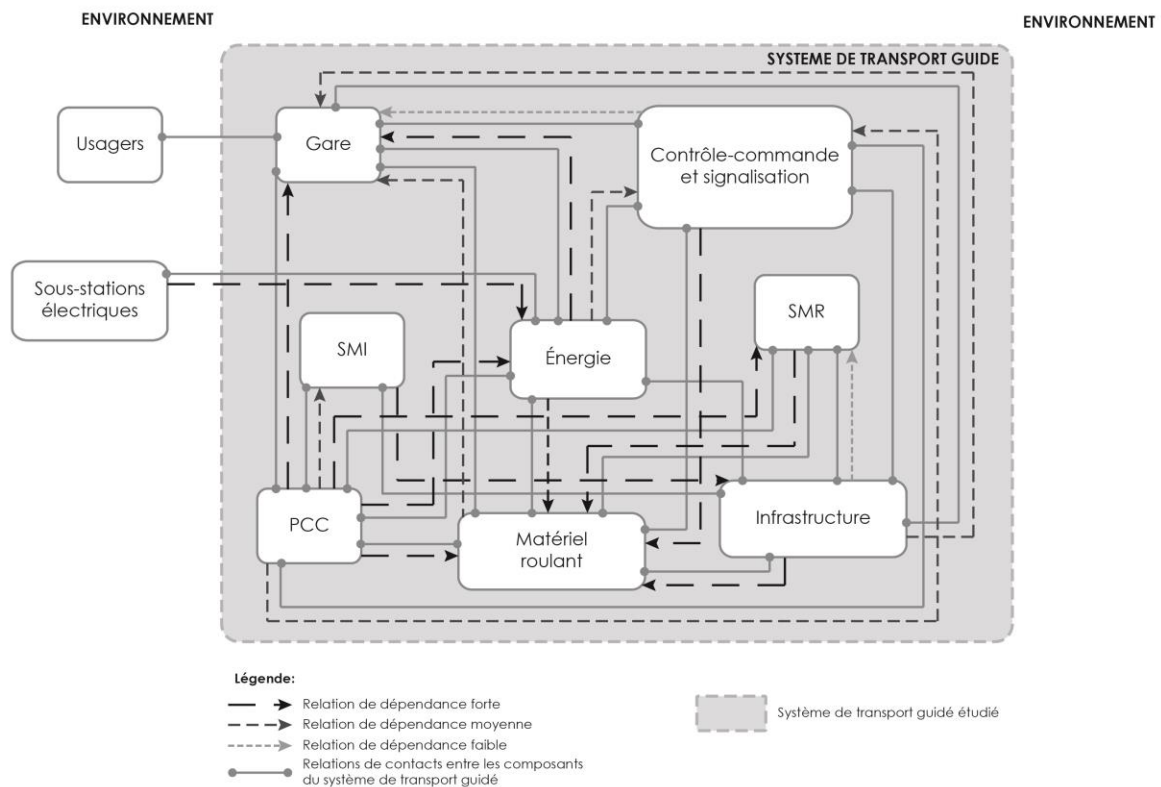 ENVIRONNEMENT
ENVIRONNEMENT
SYSTEME DE TRANSPORT GUIDE
Usagers
Gare
Contrôle-commande
et signalisation
Sous-stations
électriques
SMI
Énergie
SMR
PCC
Matériel
roulant
Infrastructure
Légende:
Relation de dépendance forte
Relation de dépendance moyenne
Relation de dépendance faible
Relations de contacts entre les composants
du système de transport guidé
Système de transport guidé étudié